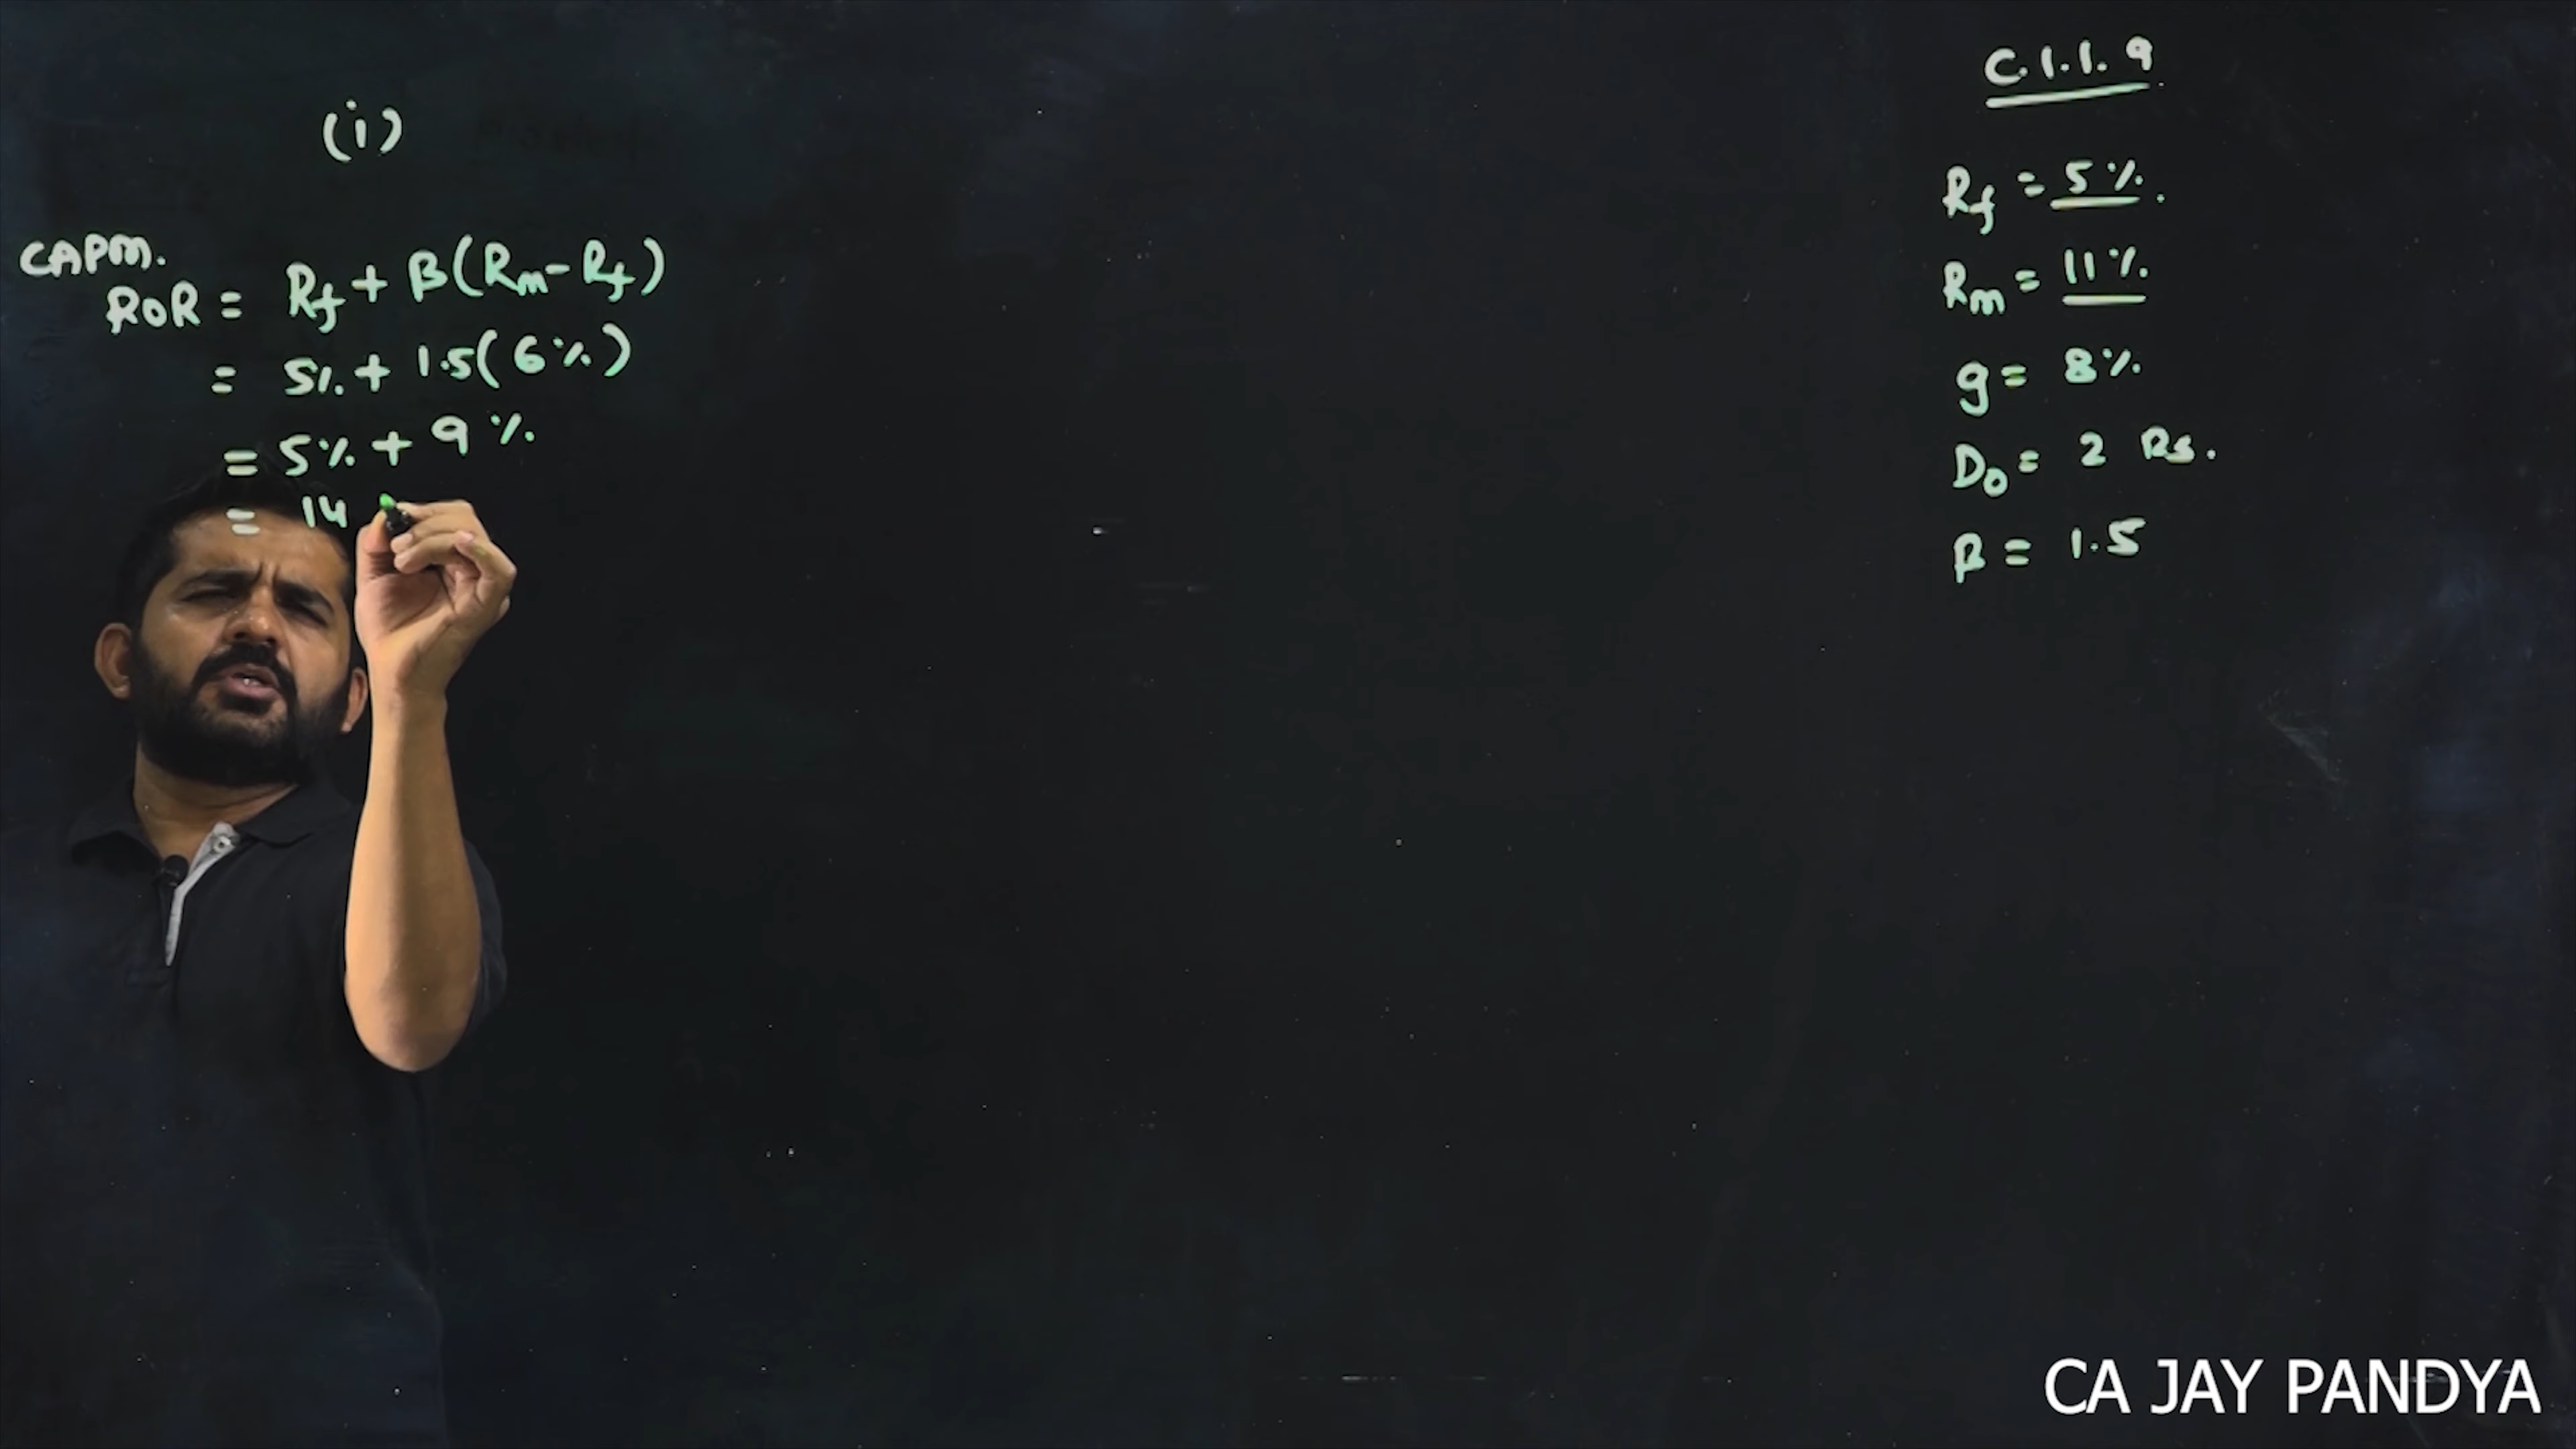 (i)
CAPM.
ROR = Rf + β(Rm - Rf)
= 5% + 1.5(6%)
= 5% + 9%
= 14
C.1.1.9
Rf = 5%.
Rm = 11%
g = 8%
D0 = 2 Rs.
β = 1.5
CA JAY PANDYA